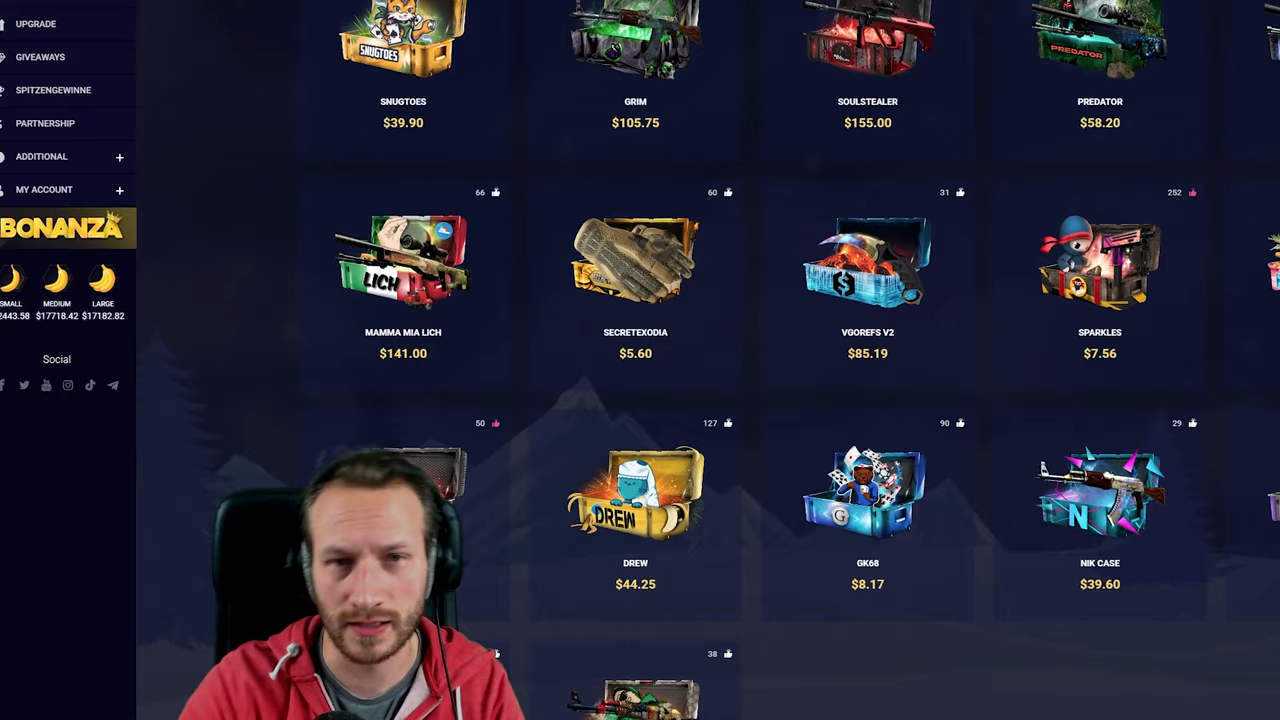 UPGRADE
GIVEAWAYS
SPITZENGEWINNE
PARTNERSHIP
ADDITIONAL +
MY ACCOUNT +
BONANZA
SMALL MEDIUM LARGE
2443.58 $17718.42 $17182.82
Social
SNUGTOES
PREDATOR
SNUGTOES GRIM SOULSTEALER PREDATOR
$39.90 $105.75 $155.00 $58.20
66 60 31 252
LICH
MAMMA MIA LICH SECRETEXODIA VGOREFS V2 SPARKLES
$141.00 $5.60 $85.19 $7.56
50 127 90 29
DREW G N
DREW GK68 NIK CASE
$44.25 $8.17 $39.60
38